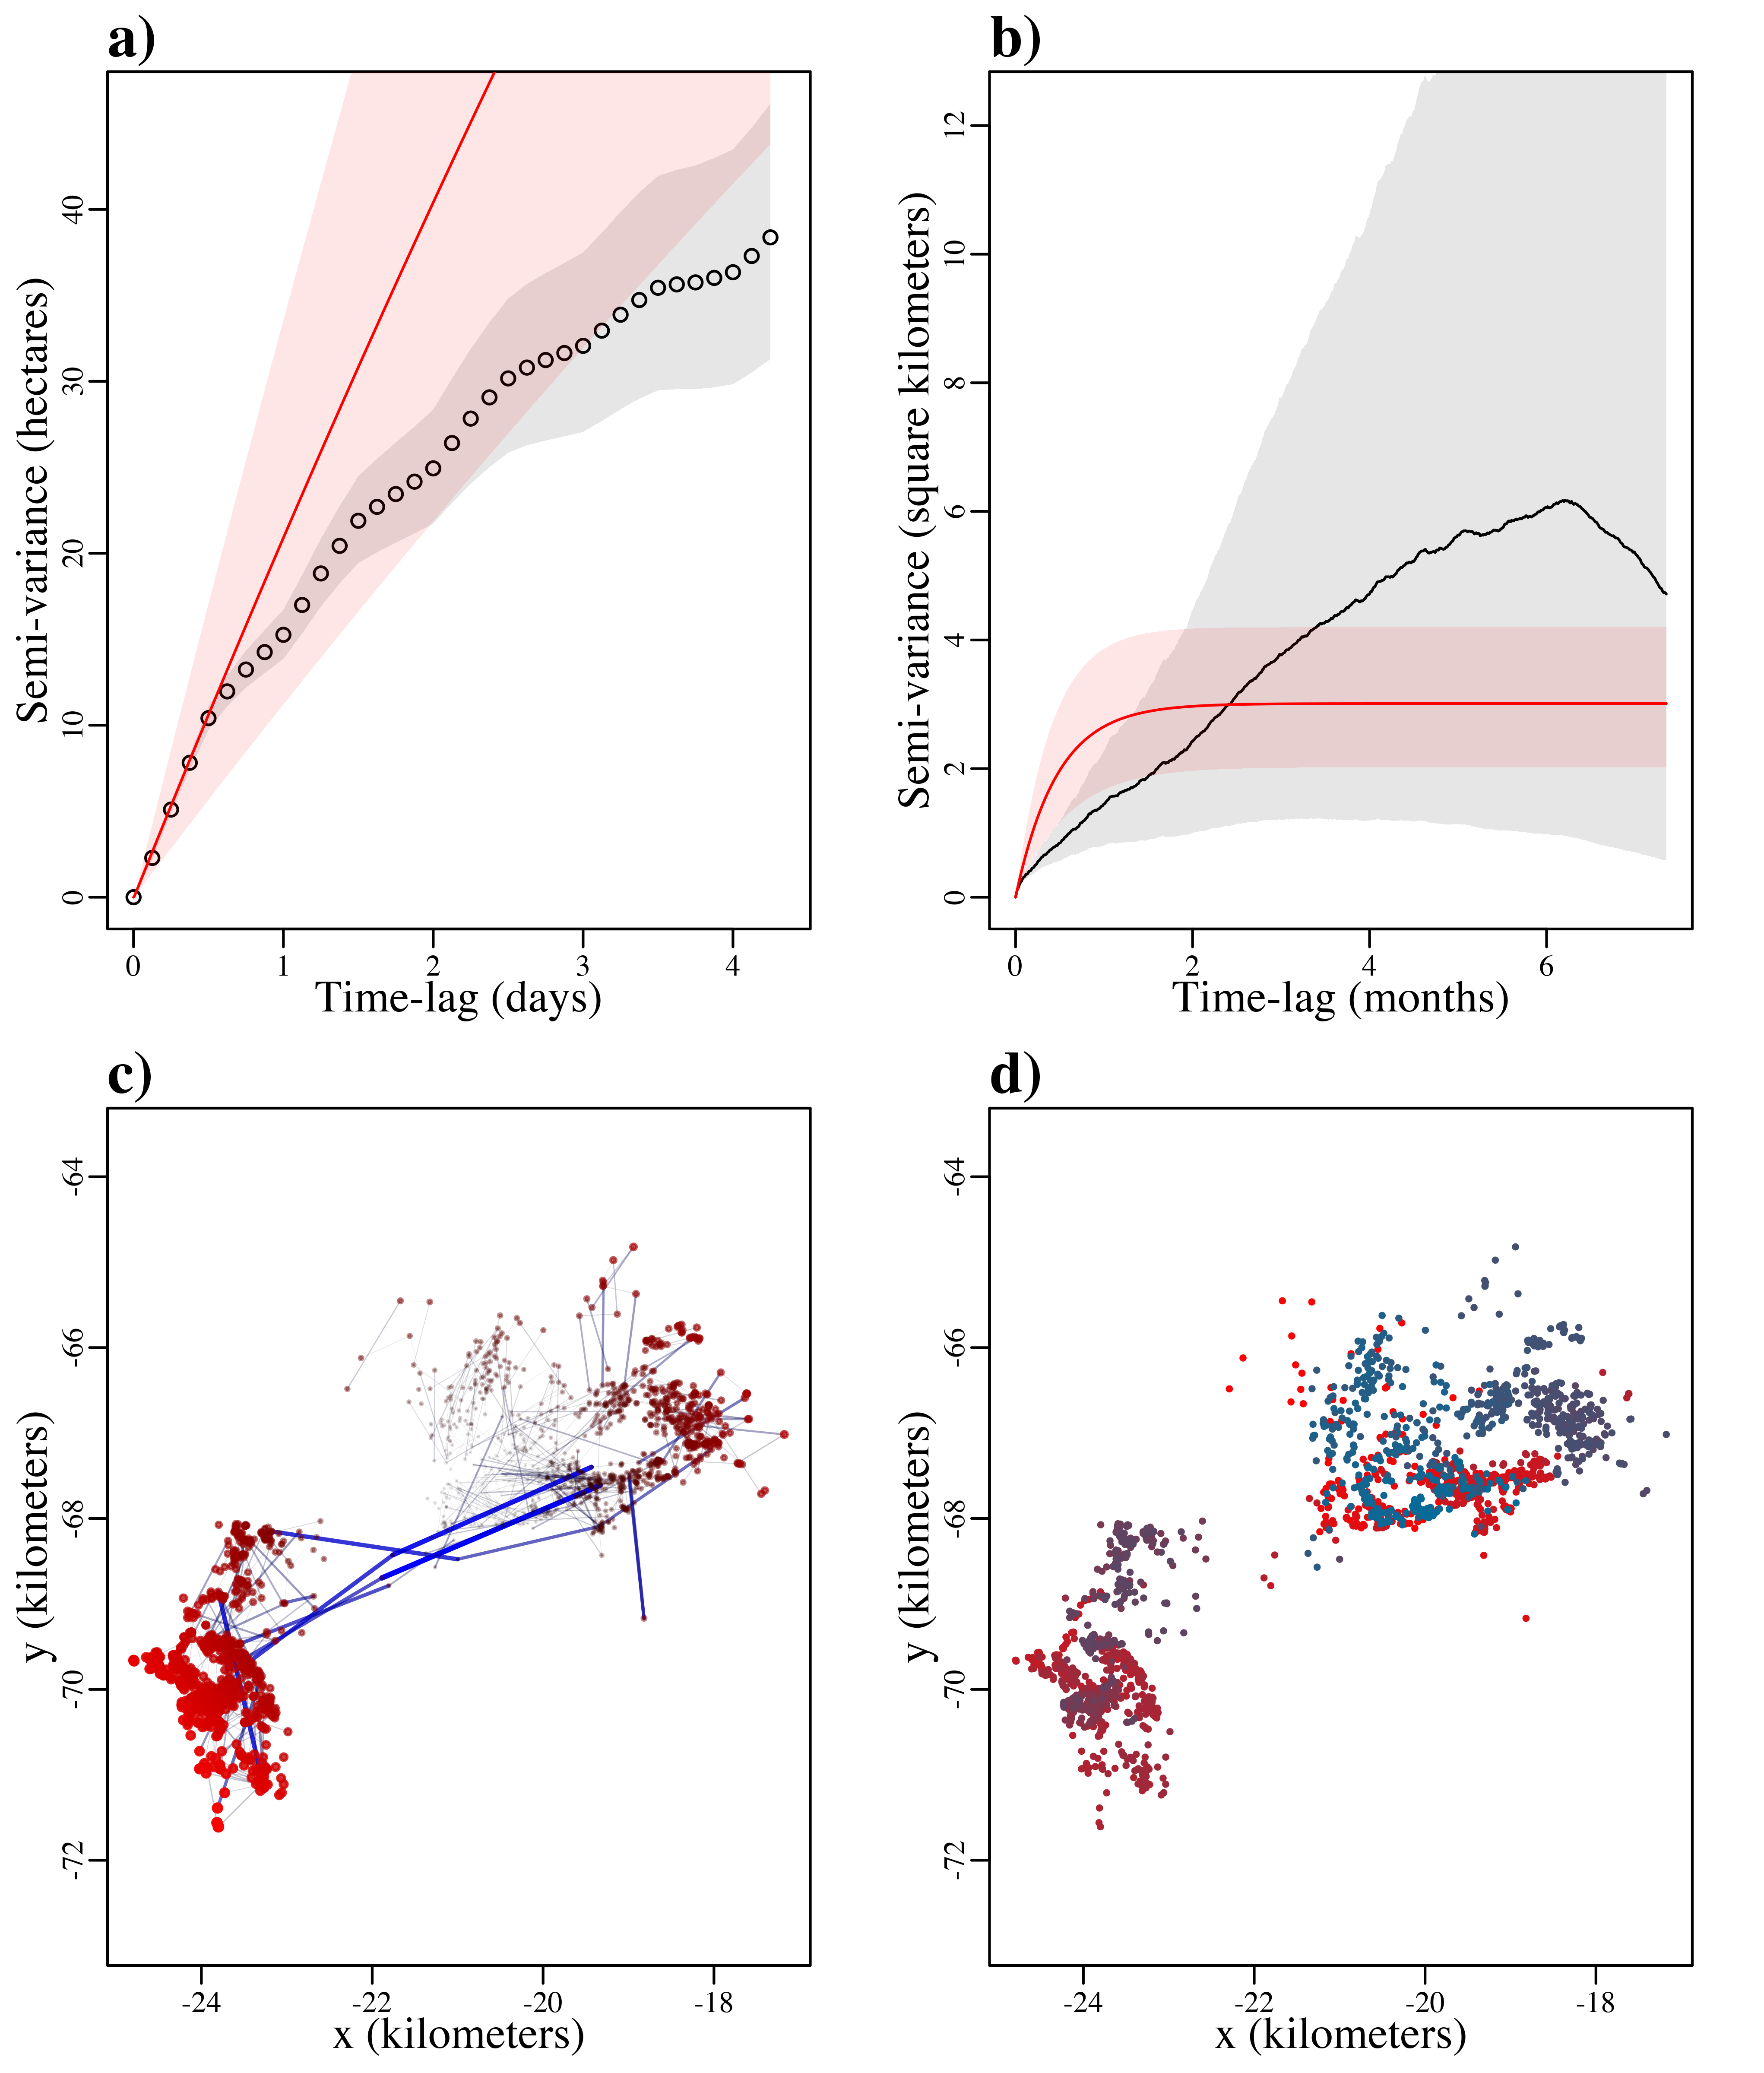 a)
Semi-variance (hectares)
0 10 20 30 40
0 1 2 3 4
Time-lag (days)
b)
Semi-variance (square kilometers)
0 2 4 6 8 10 12
0 2 4 6
Time-lag (months)
c)
y (kilometers)
-72 -70 -68 -66 -64
-24 -22 -20 -18
x (kilometers)
d)
y (kilometers)
-72 -70 -68 -66 -64
-24 -22 -20 -18
x (kilometers)